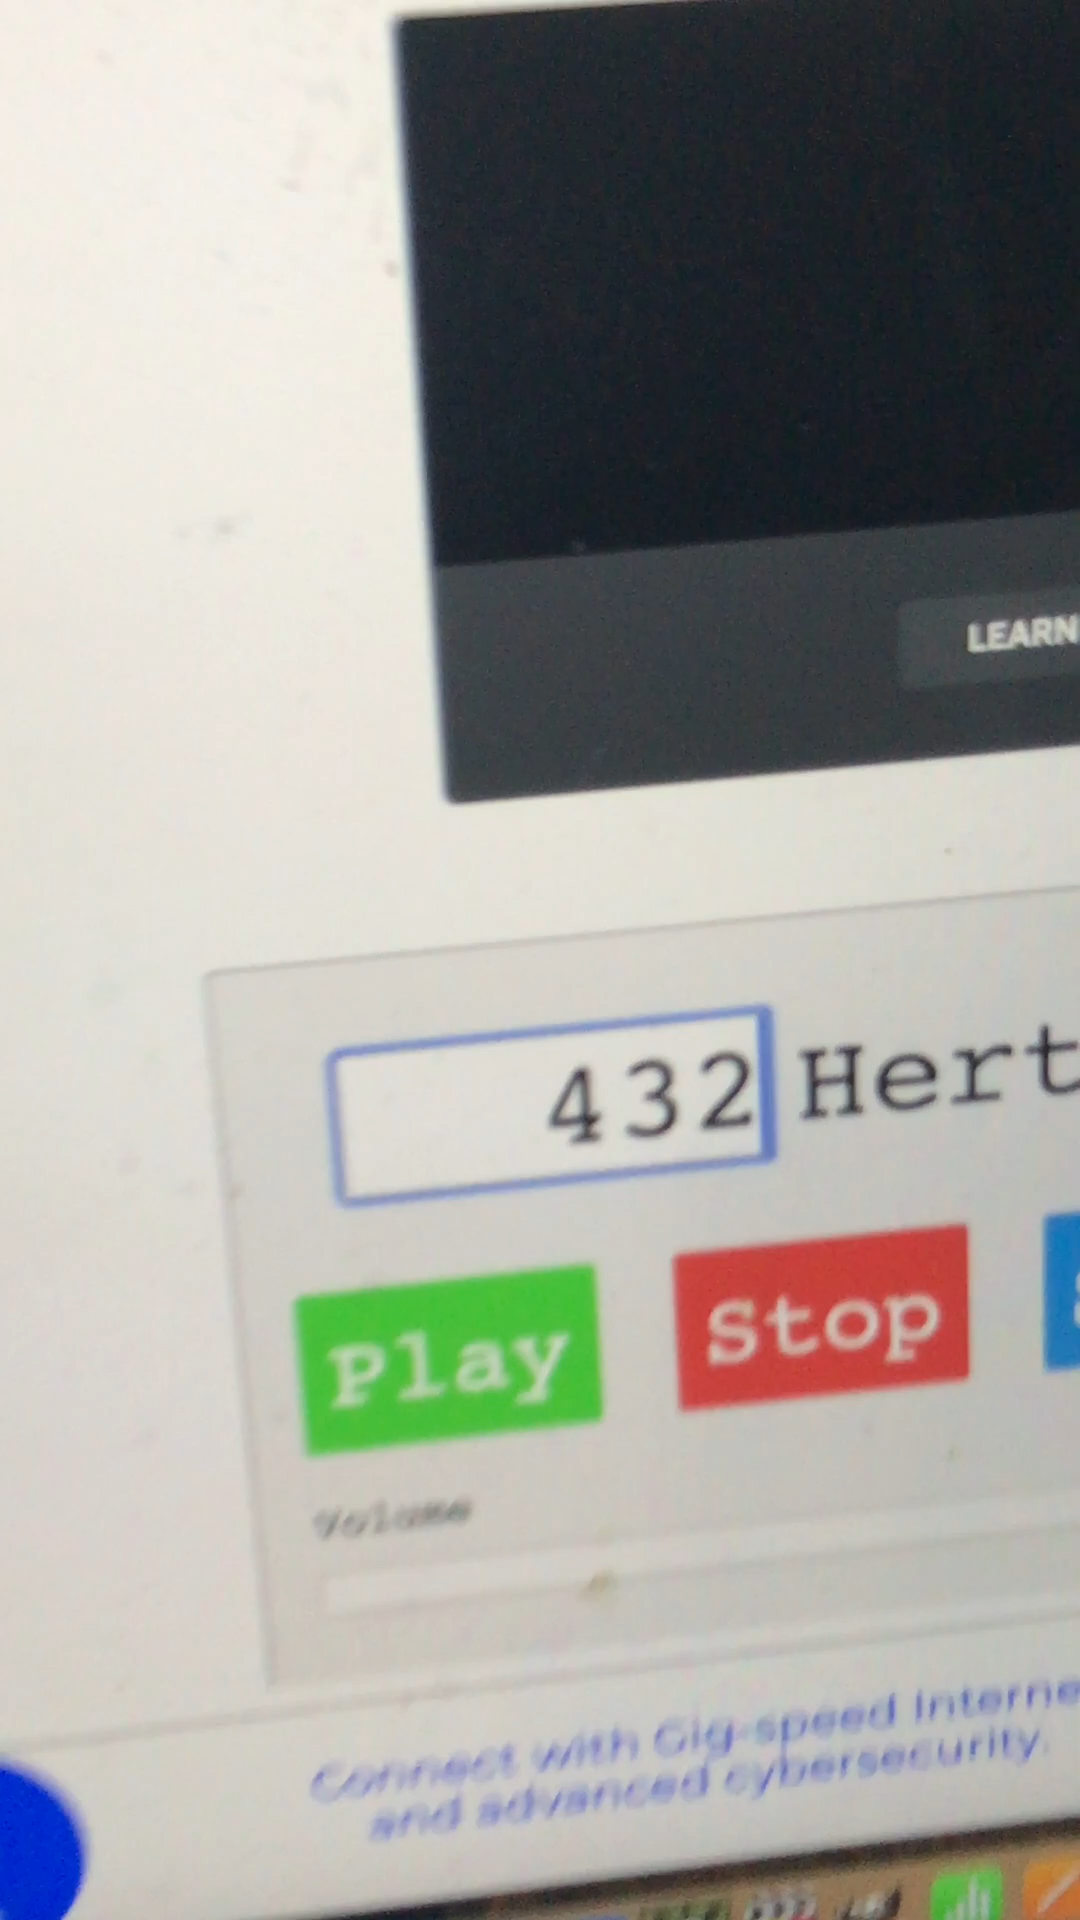 LEARN
432 Hert
Play Stop
Volume
Connect with Gig-speed Interne
and advanced cybersecurity.